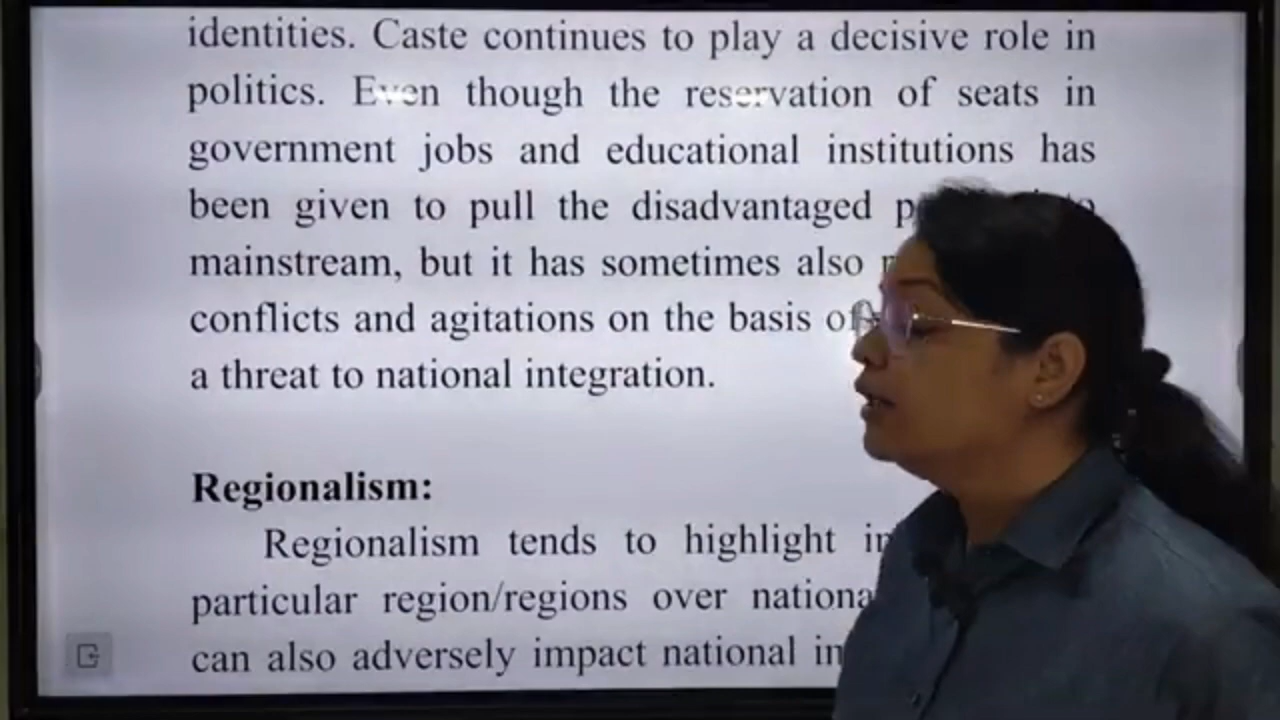 identities. Caste continues to play a decisive role in
politics. Even though the reservation of seats in
government jobs and educational institutions has
been given to pull the disadvantaged
mainstream, but it has sometimes also
conflicts and agitations on the basis of
a threat to national integration.
Regionalism:
Regionalism tends to highlight
particular region/regions over
can also adversely impact national